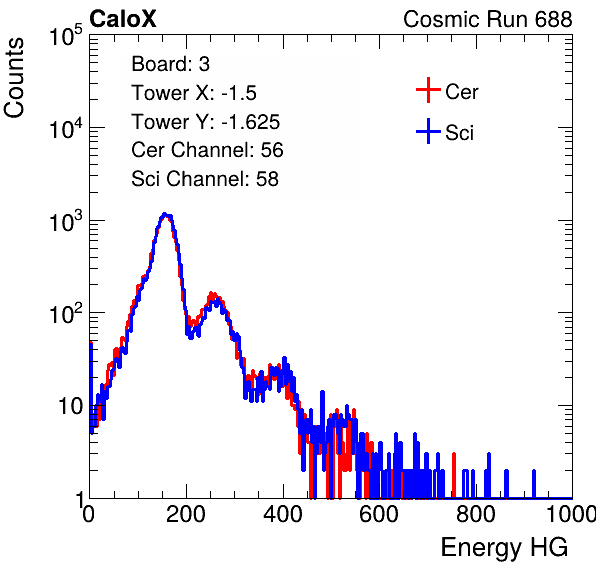 CaloX Cosmic Run 688
Counts
10^5
10^4
10^3
10^2
10
1
Board: 3
Tower X: -1.5
Tower Y: -1.625
Cer Channel: 56
Sci Channel: 58
Cer
Sci
0 200 400 600 800 1000
Energy HG